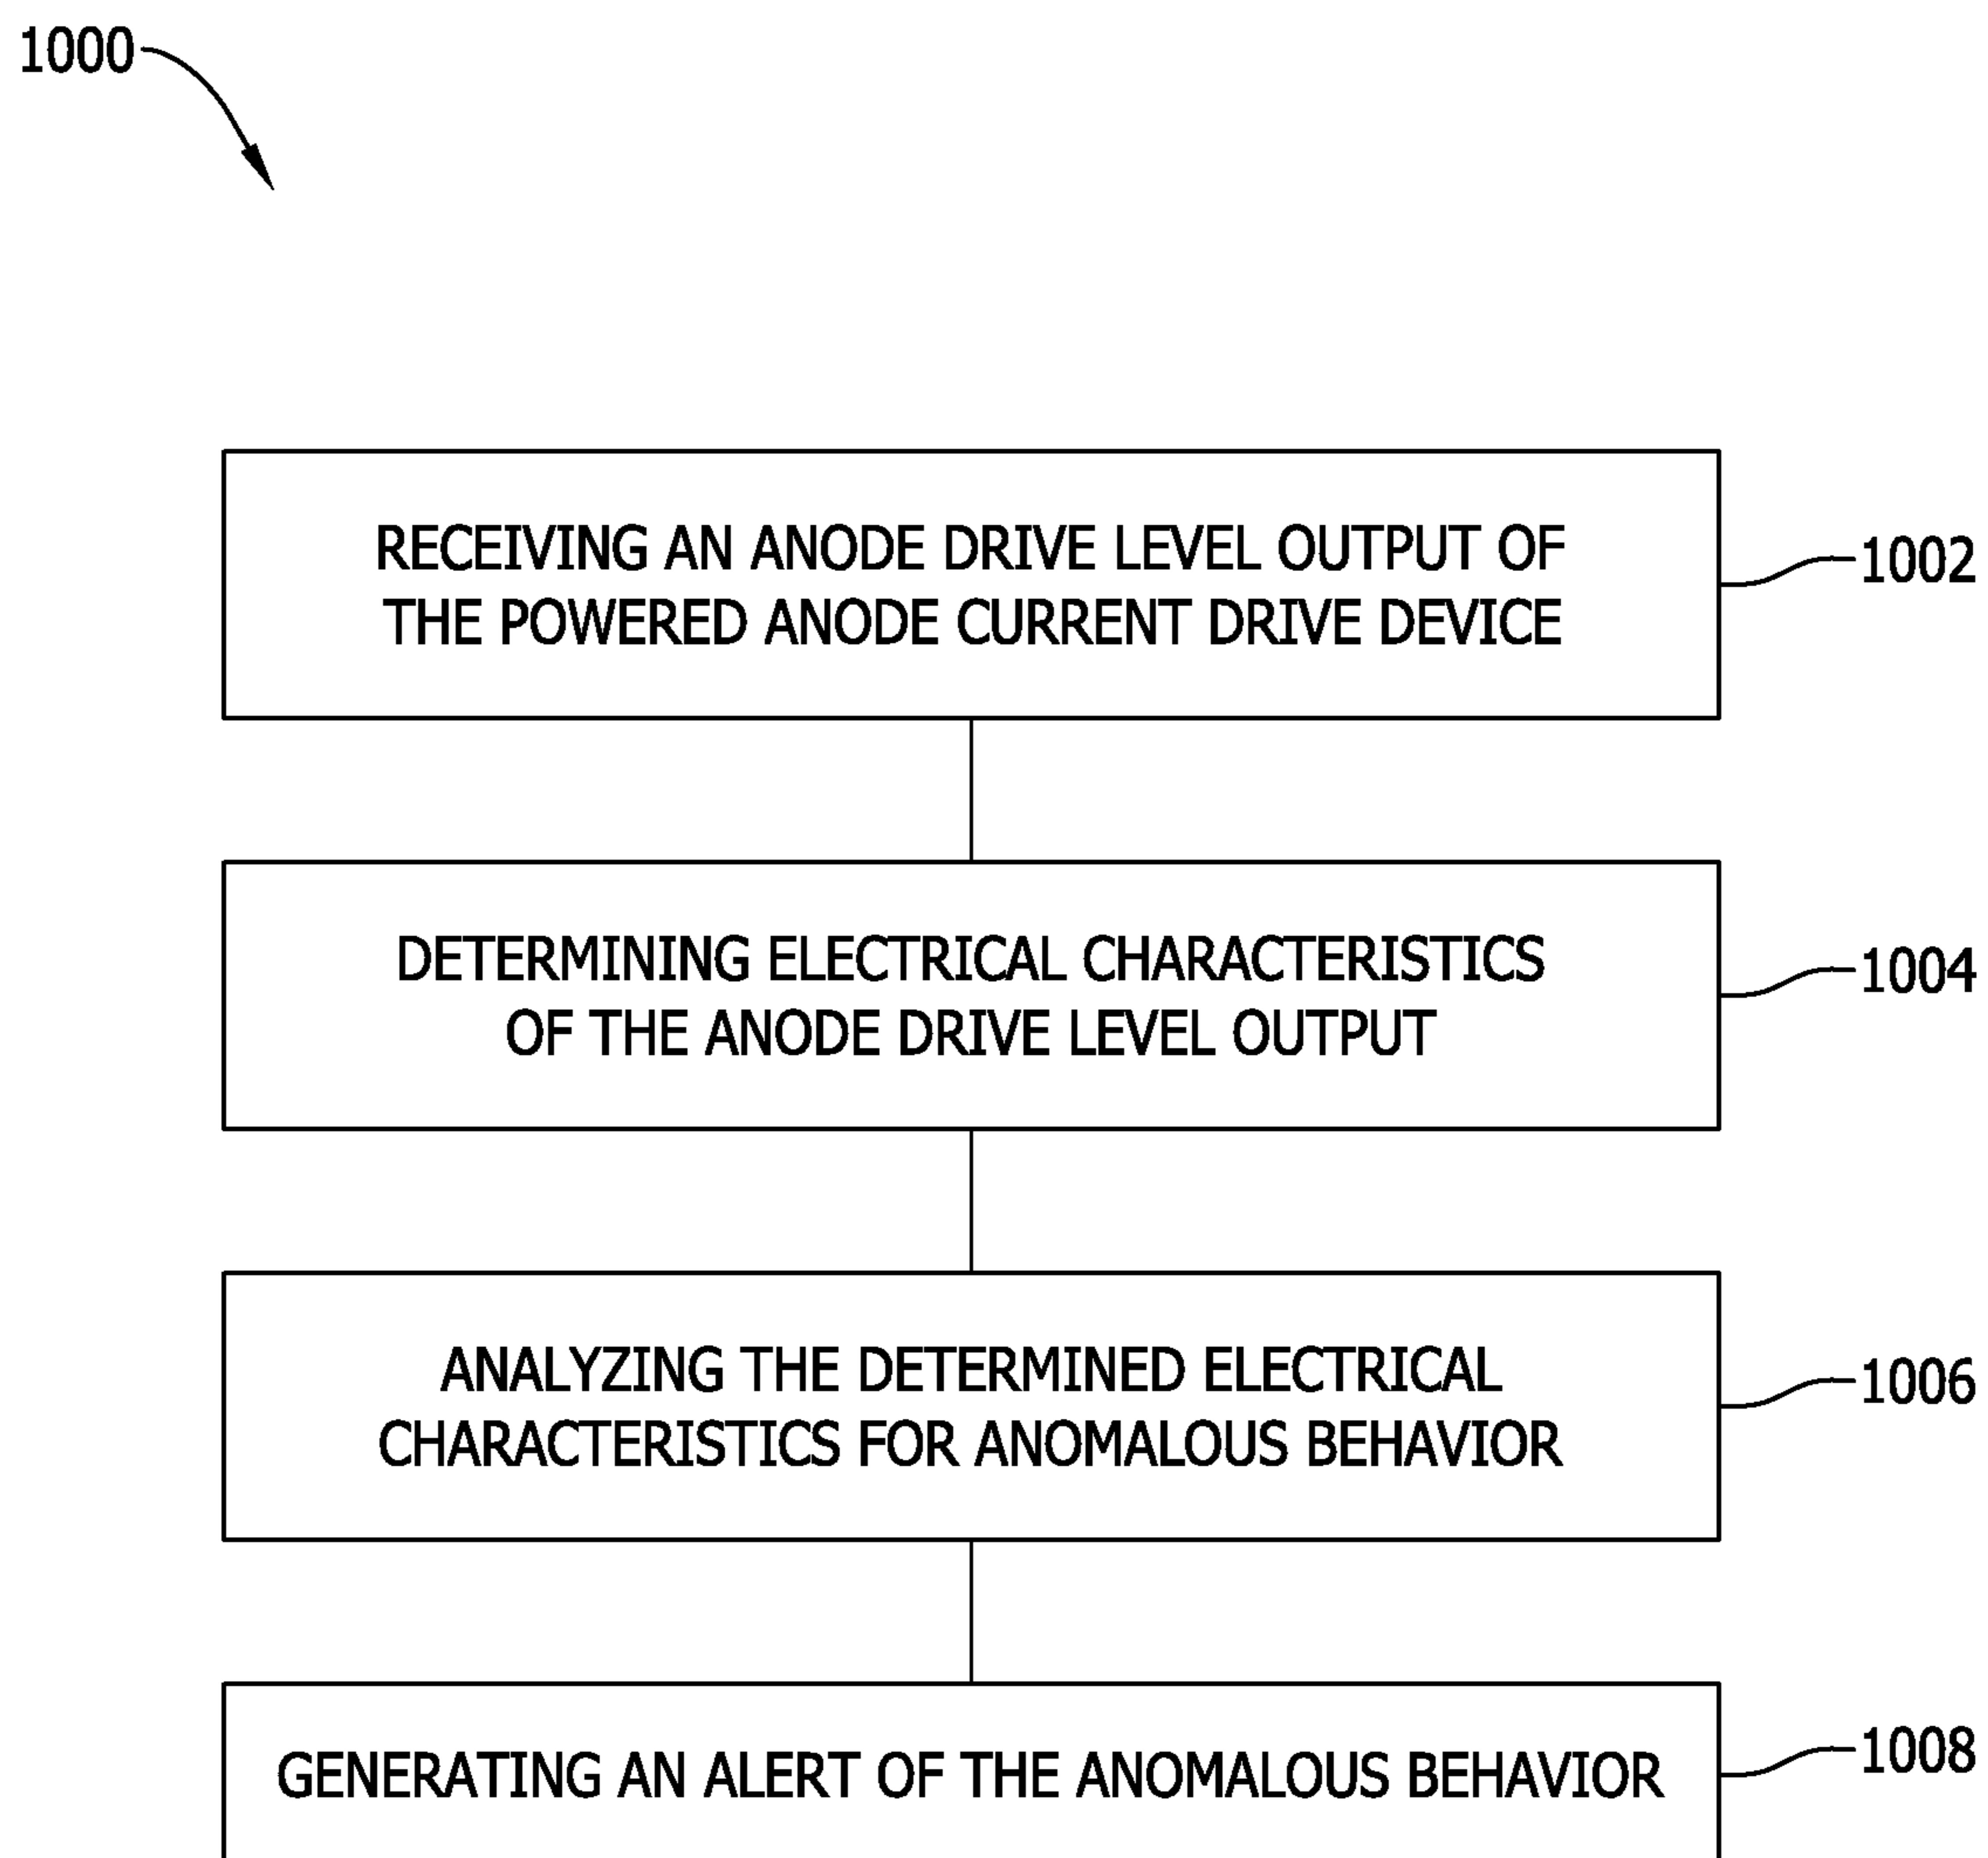 1000
RECEIVING AN ANODE DRIVE LEVEL OUTPUT OF
THE POWERED ANODE CURRENT DRIVE DEVICE
1002
DETERMINING ELECTRICAL CHARACTERISTICS
OF THE ANODE DRIVE LEVEL OUTPUT
1004
ANALYZING THE DETERMINED ELECTRICAL
CHARACTERISTICS FOR ANOMALOUS BEHAVIOR
1006
GENERATING AN ALERT OF THE ANOMALOUS BEHAVIOR
1008